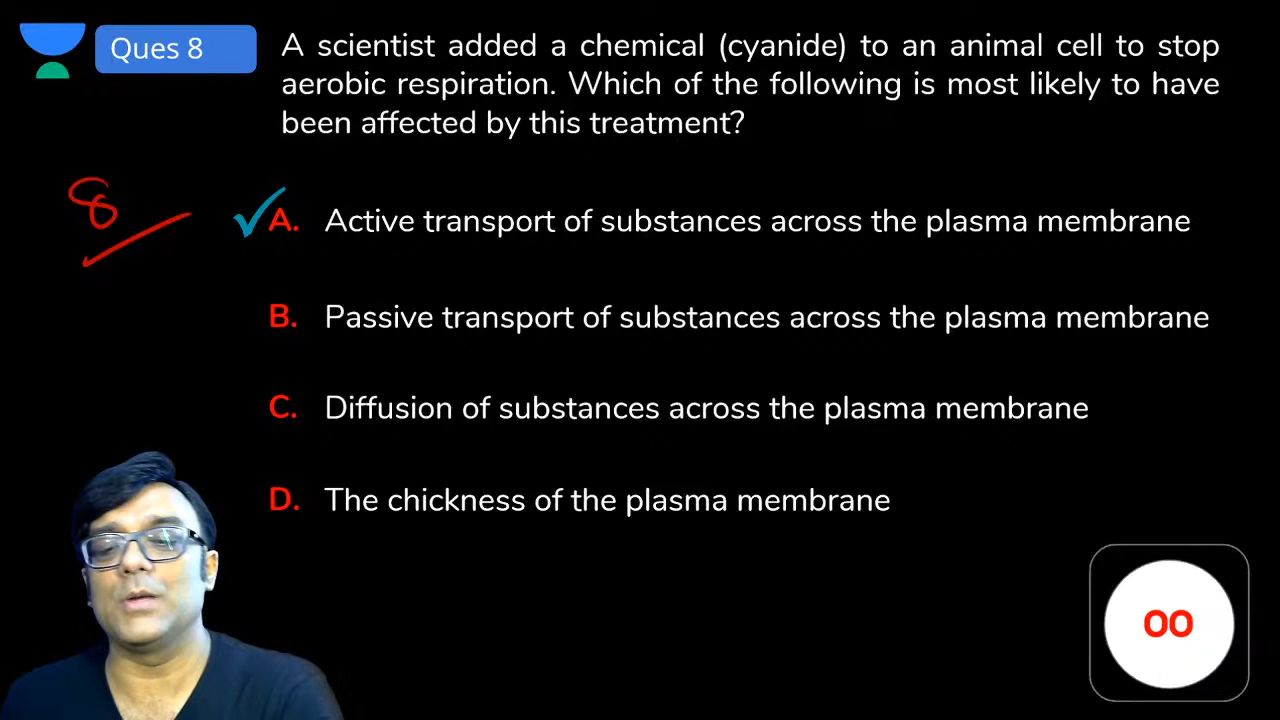 Ques 8
A scientist added a chemical (cyanide) to an animal cell to stop
aerobic respiration. Which of the following is most likely to have
been affected by this treatment?
8
A. Active transport of substances across the plasma membrane
B. Passive transport of substances across the plasma membrane
C. Diffusion of substances across the plasma membrane
D. The chickness of the plasma membrane
00